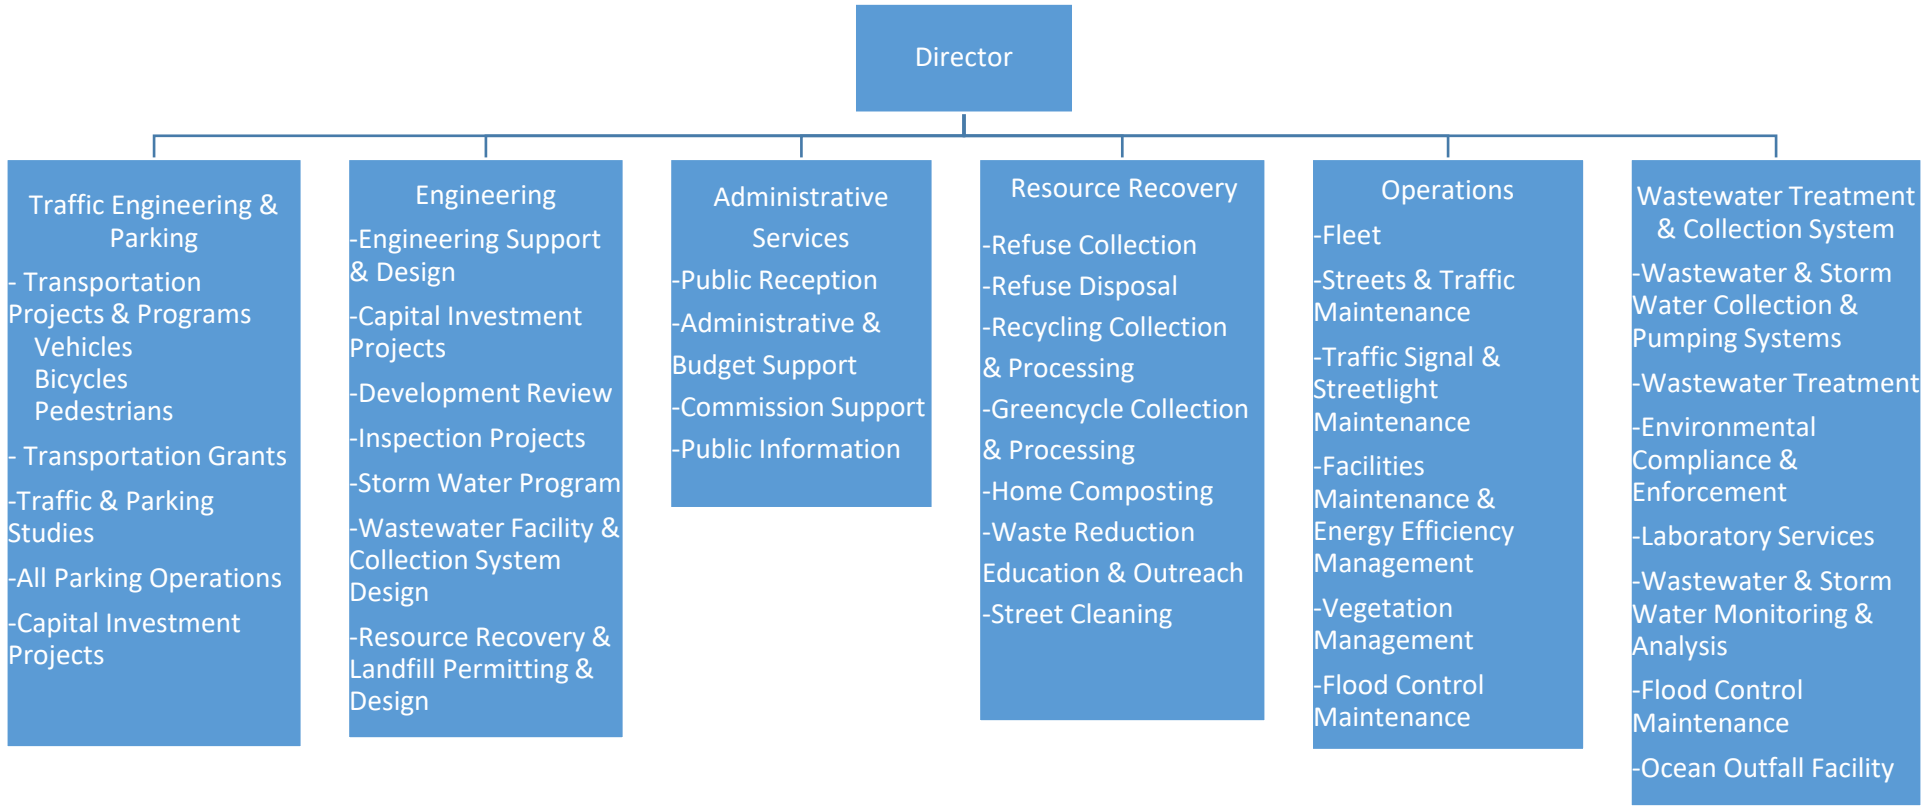 Director
Traffic Engineering &
Parking
- Transportation
Projects & Programs
Vehicles
Bicycles
Pedestrians
- Transportation Grants
-Traffic & Parking
Studies
-All Parking Operations
-Capital Investment
Projects
Engineering
-Engineering Support
& Design
-Capital Investment
Projects
-Development Review
-Inspection Projects
-Storm Water Program
-Wastewater Facility &
Collection System
Design
-Resource Recovery &
Landfill Permitting &
Design
Administrative
Services
-Public Reception
-Administrative &
Budget Support
-Commission Support
-Public Information
Resource Recovery
-Refuse Collection
-Refuse Disposal
-Recycling Collection
& Processing
-Greencycle Collection
& Processing
-Home Composting
-Waste Reduction
Education & Outreach
-Street Cleaning
Operations
-Fleet
-Streets & Traffic
Maintenance
-Traffic Signal &
Streetlight
Maintenance
-Facilities
Maintenance &
Energy Efficiency
Management
-Vegetation
Management
-Flood Control
Maintenance
Wastewater Treatment
& Collection System
-Wastewater & Storm
Water Collection &
Pumping Systems
-Wastewater Treatment
-Environmental
Compliance &
Enforcement
-Laboratory Services
-Wastewater & Storm
Water Monitoring &
Analysis
-Flood Control
Maintenance
-Ocean Outfall Facility